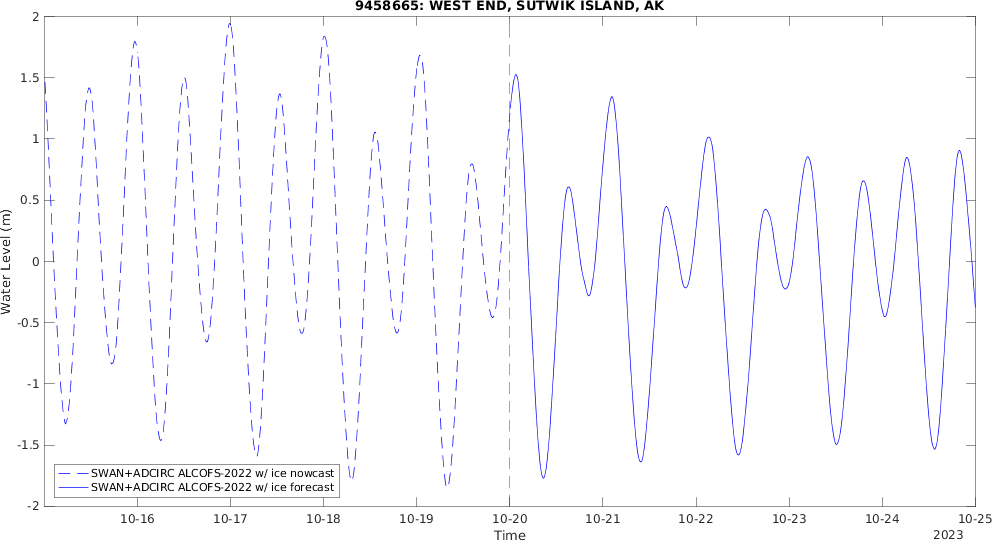 9458665: WEST END, SUTWIK ISLAND, AK
Water Level (m)
2
1.5
1
0.5
0
-0.5
-1
-1.5
-2
SWAN+ADCIRC ALCOFS-2022 w/ ice nowcast
SWAN+ADCIRC ALCOFS-2022 w/ ice forecast
10-16 10-17 10-18 10-19 10-20 10-21 10-22 10-23 10-24 10-25
Time
2023